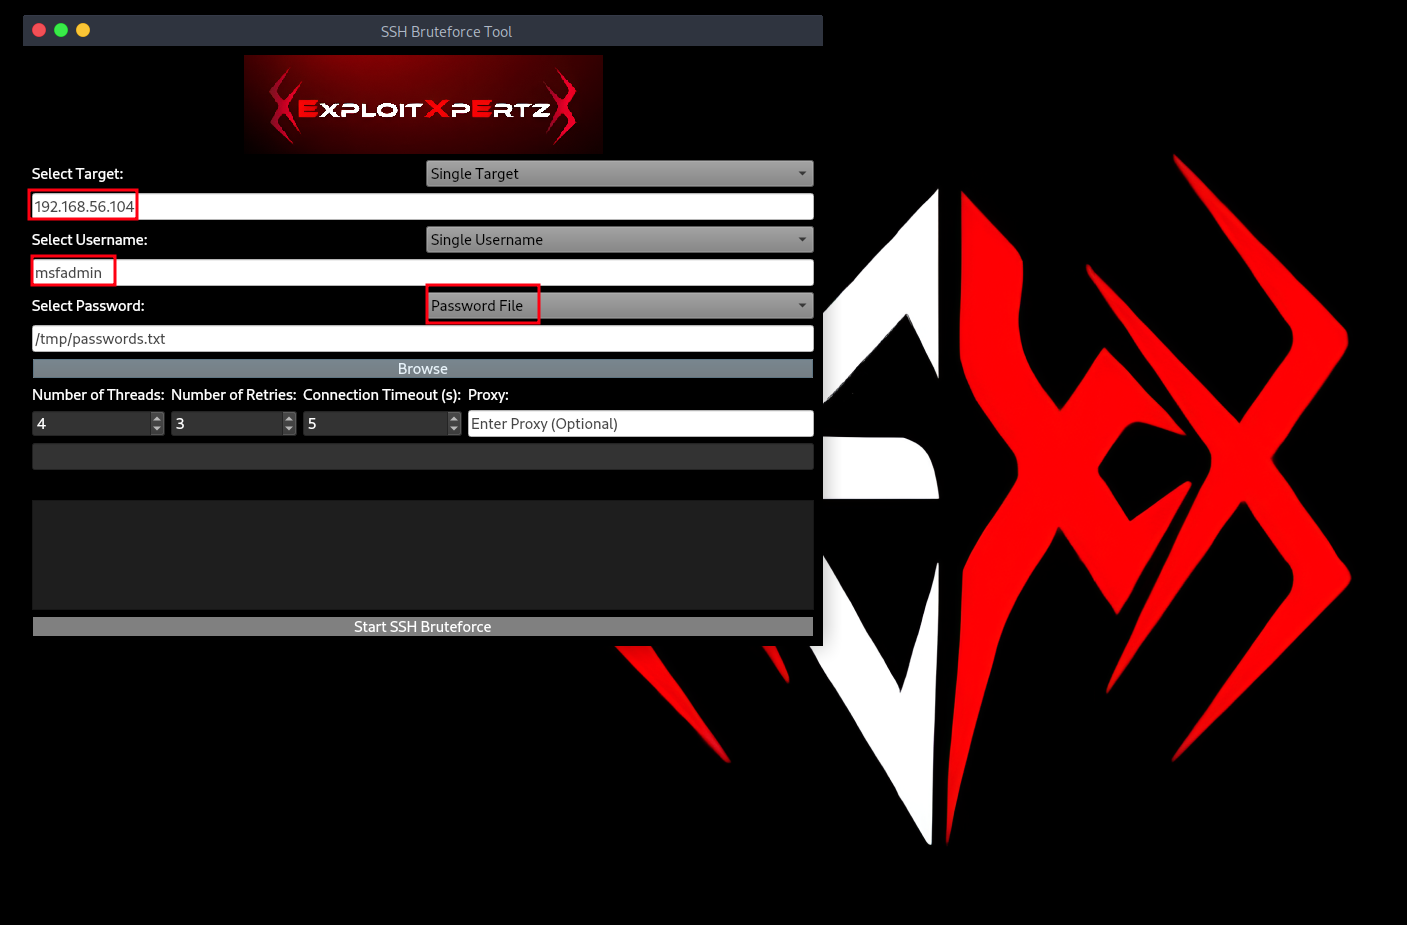 SSH Bruteforce Tool
ExploitXpErtz
Select Target: Single Target
192.168.56.104
Select Username: Single Username
msfadmin
Select Password: Password File
/tmp/passwords.txt
Browse
Number of Threads: Number of Retries: Connection Timeout (s): Proxy:
4 3 5 Enter Proxy (Optional)
Start SSH Bruteforce